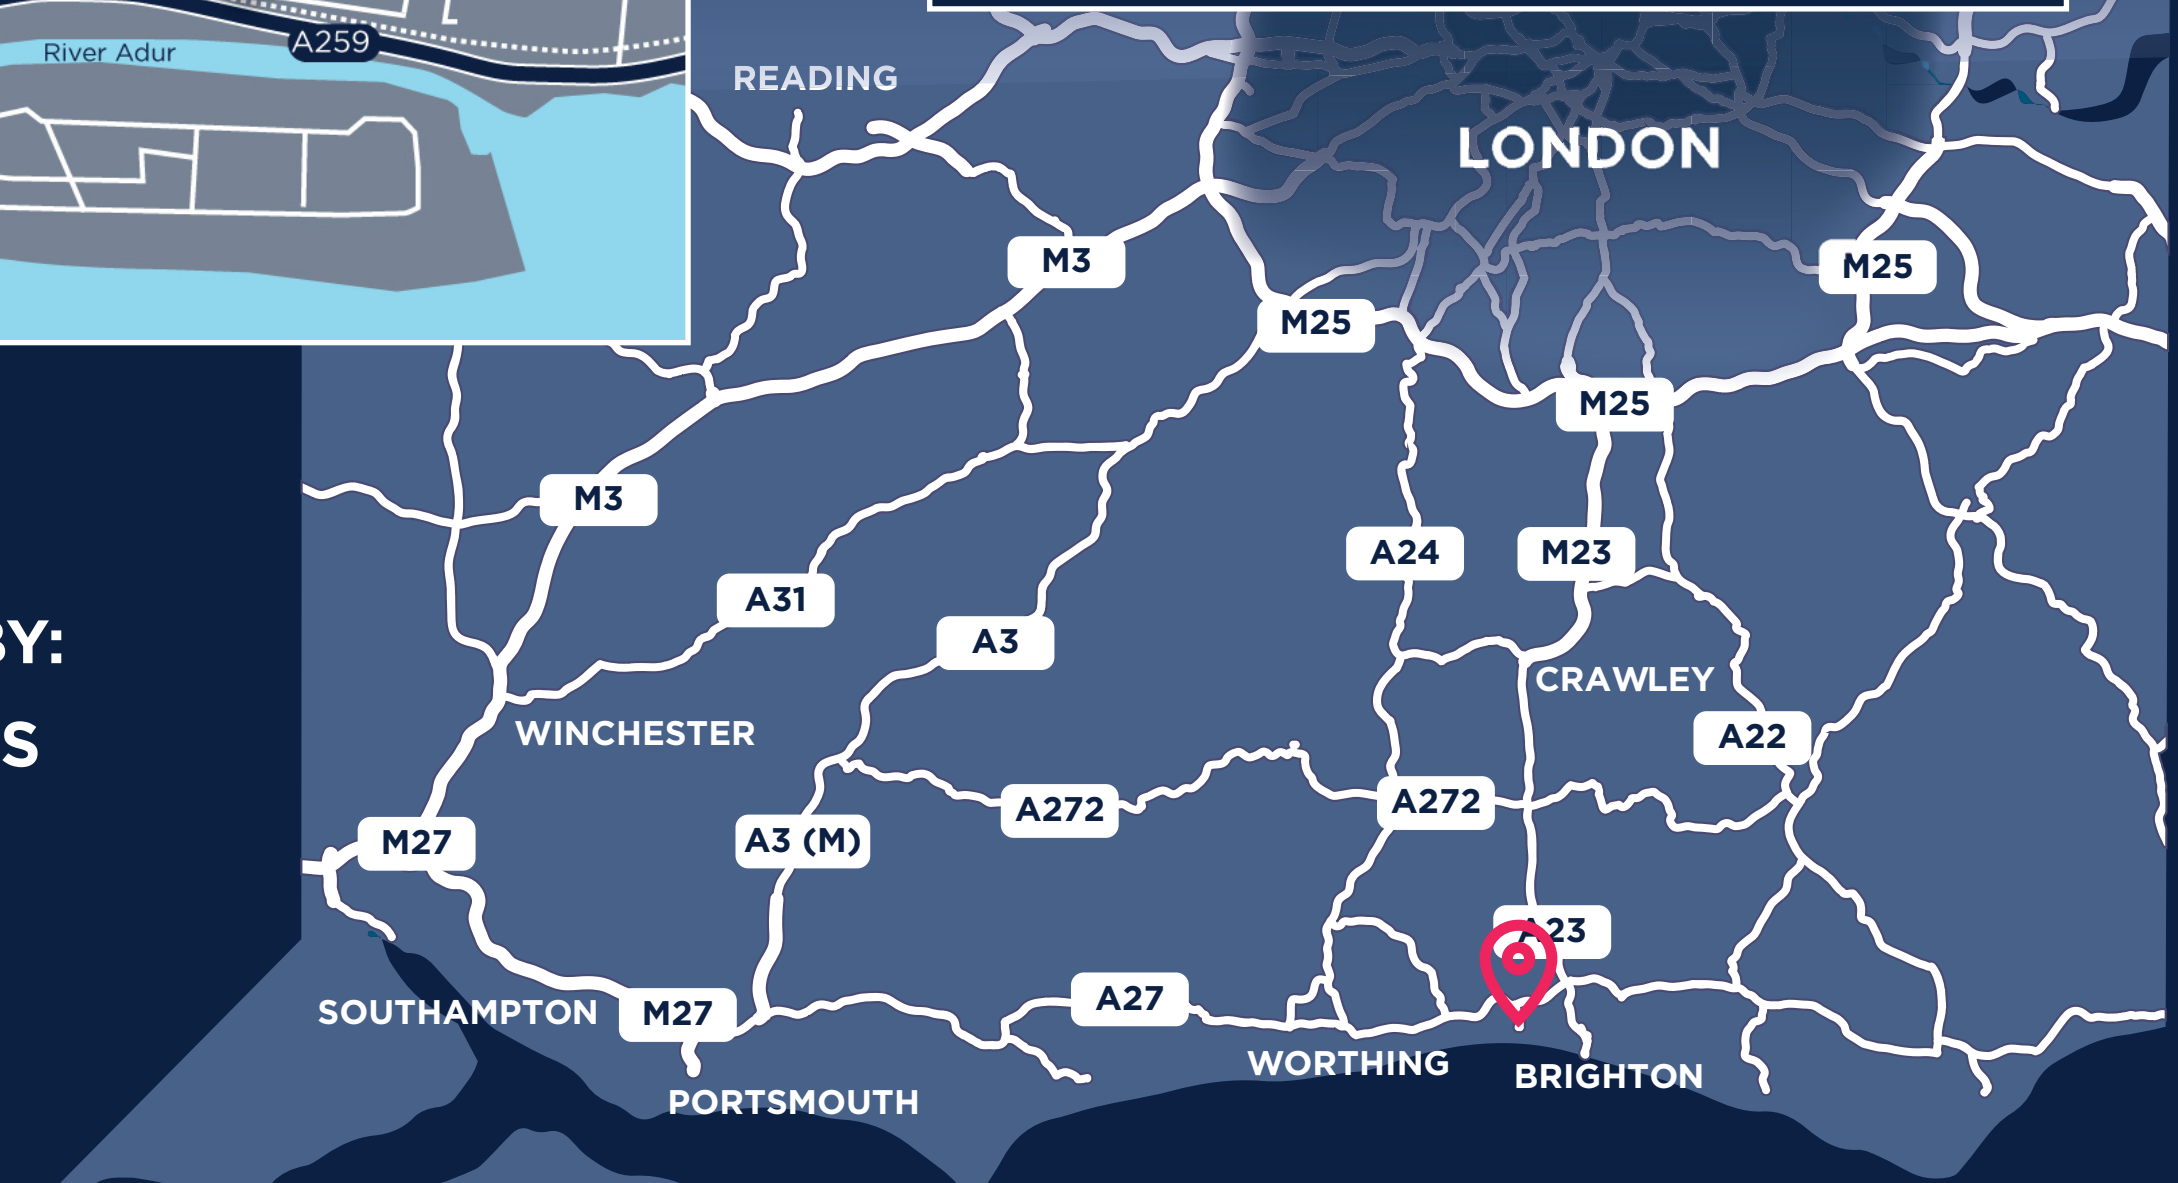 A259
River Adur
READING
LONDON
M3
M25
M25
M25
M3
A24
M23
A31
A3
CRAWLEY
WINCHESTER
A22
A272
A272
M27
A3 (M)
A23
A27
SOUTHAMPTON
M27
WORTHING
BRIGHTON
PORTSMOUTH
BY:
S